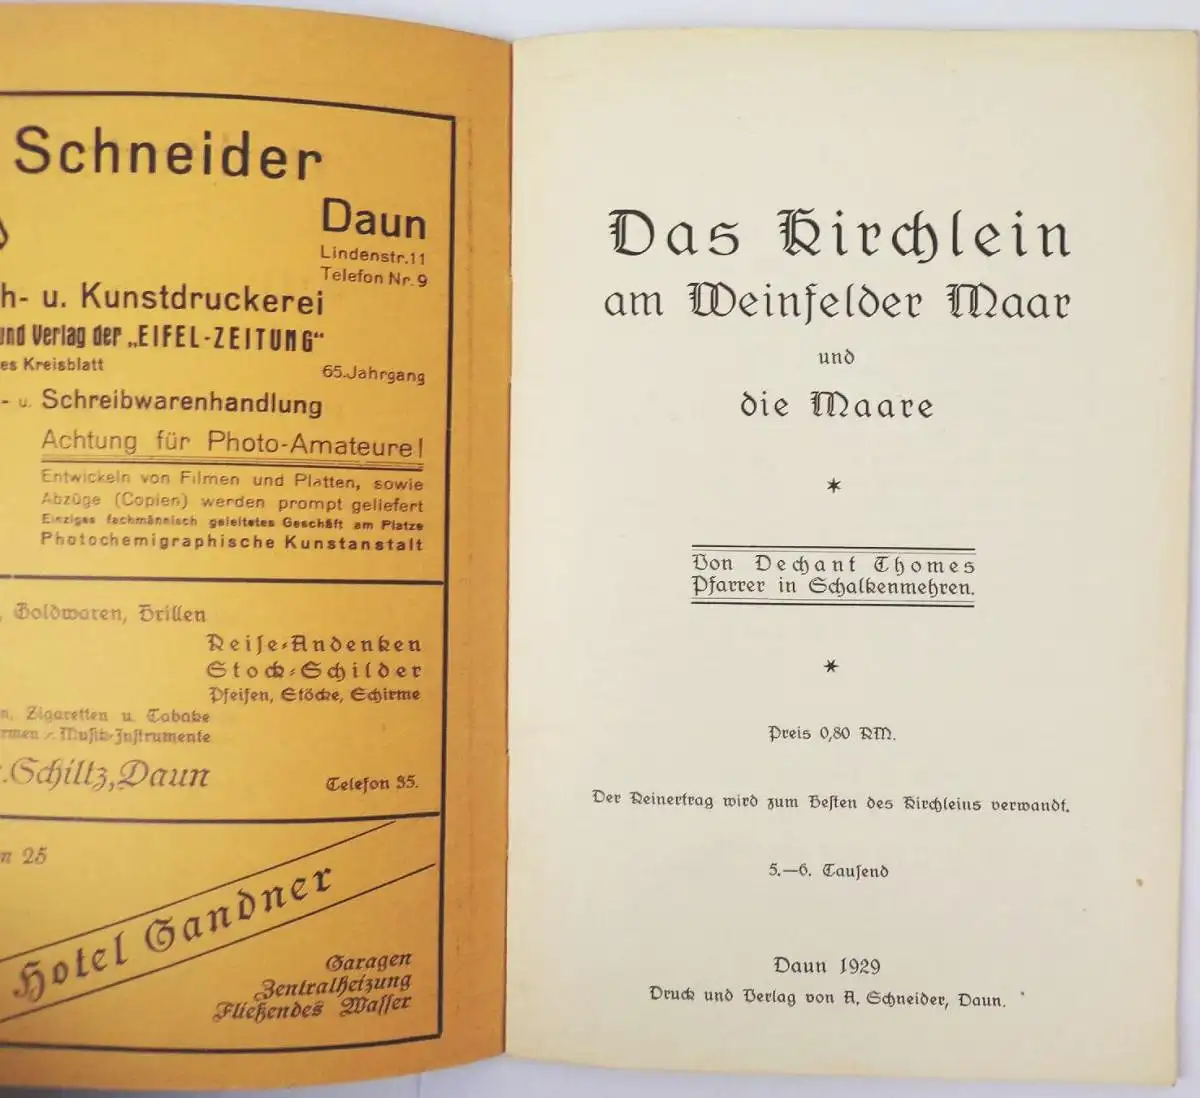 Schneider
Daun
Lindenstr. 11
Telefon Nr. 9
h- u. Kunstdruckerei
und Verlag der „EIFEL-ZEITUNG“
es Kreisblatt
65. Jahrgang
- u. Schreibwarenhandlung
Achtung für Photo-Amateure!
Entwickeln von Filmen und Platten, sowie
Abzüge (Copien) werden prompt geliefert
Einziges fachmännisch geleitetes Geschäft am Platze
Photochemigraphische Kunstanstalt
, Goldwaren, Brillen
Reise-Andenken
Stock-Schilder
Pfeifen, Stöcke, Schirme
n, Zigaretten u. Tabake
rmen - Musik-Instrumente
. Schiltz, Daun
Telefon 35.
n 25
Hotel Gandner
Garagen
Zentralheizung
Fließendes Wasser
Das Kirchlein
am Weinfelder Maar
und
die Maare
*
Von Dechant Thomes
Pfarrer in Schalkenmehren.
*
Preis 0,80 RM.
Der Reinertrag wird zum Besten des Kirchleins verwandt.
5.—6. Tausend
Daun 1929
Druck und Verlag von A. Schneider, Daun.